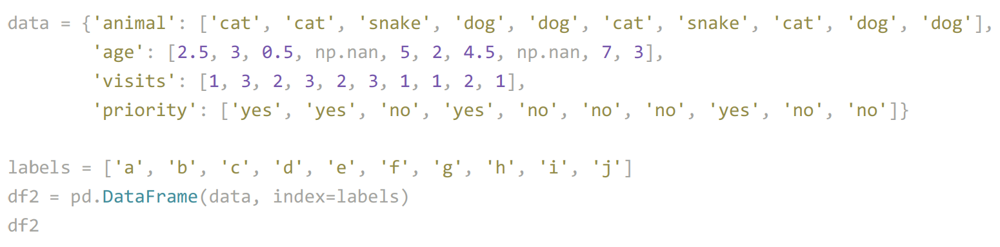 data = {'animal': ['cat', 'cat', 'snake', 'dog', 'dog', 'cat', 'snake', 'cat', 'dog', 'dog'],
'age': [2.5, 3, 0.5, np.nan, 5, 2, 4.5, np.nan, 7, 3],
'visits': [1, 3, 2, 3, 2, 3, 1, 1, 2, 1],
'priority': ['yes', 'yes', 'no', 'yes', 'no', 'no', 'no', 'yes', 'no', 'no']}
labels = ['a', 'b', 'c', 'd', 'e', 'f', 'g', 'h', 'i', 'j']
df2 = pd.DataFrame(data, index=labels)
df2